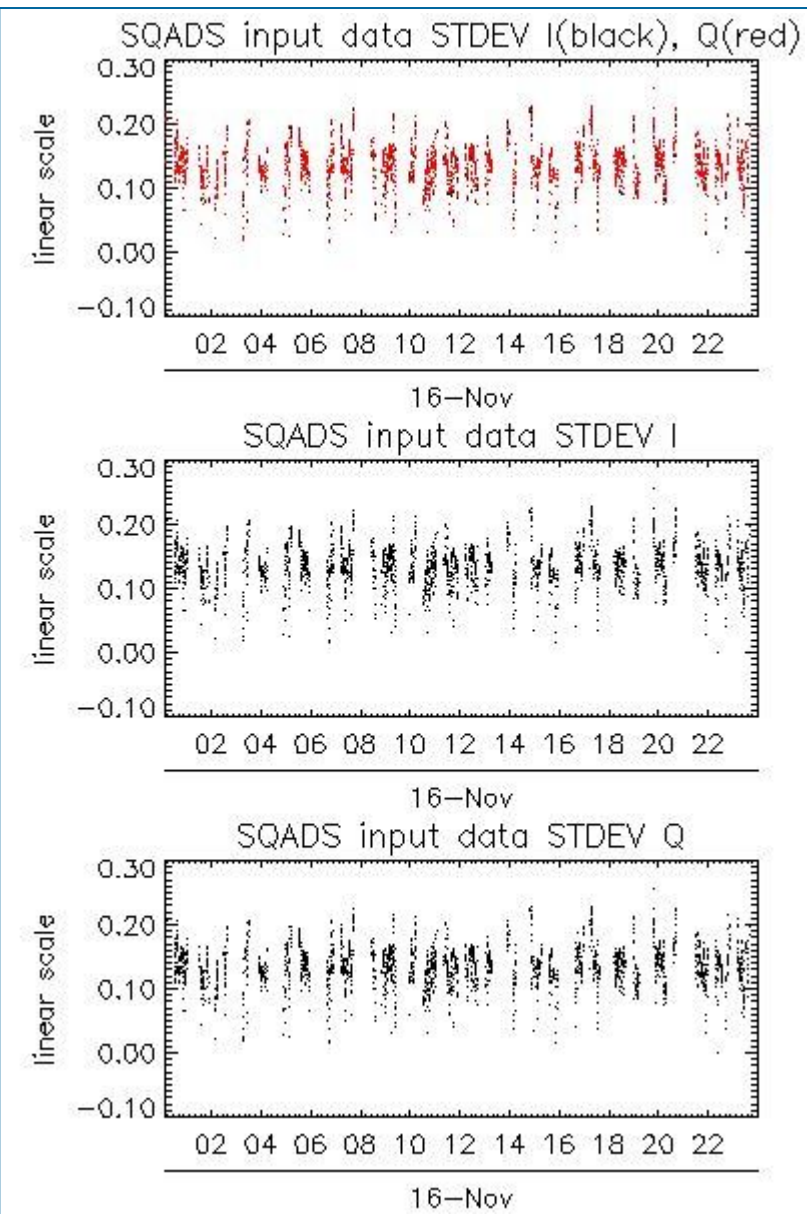 SQADS input data STDEV I(black), Q(red)
0.30
0.20
0.10
0.00
−0.10
linear scale
02 04 06 08 10 12 14 16 18 20 22
16−Nov
SQADS input data STDEV I
0.30
0.20
0.10
0.00
−0.10
linear scale
02 04 06 08 10 12 14 16 18 20 22
16−Nov
SQADS input data STDEV Q
0.30
0.20
0.10
0.00
−0.10
linear scale
02 04 06 08 10 12 14 16 18 20 22
16−Nov